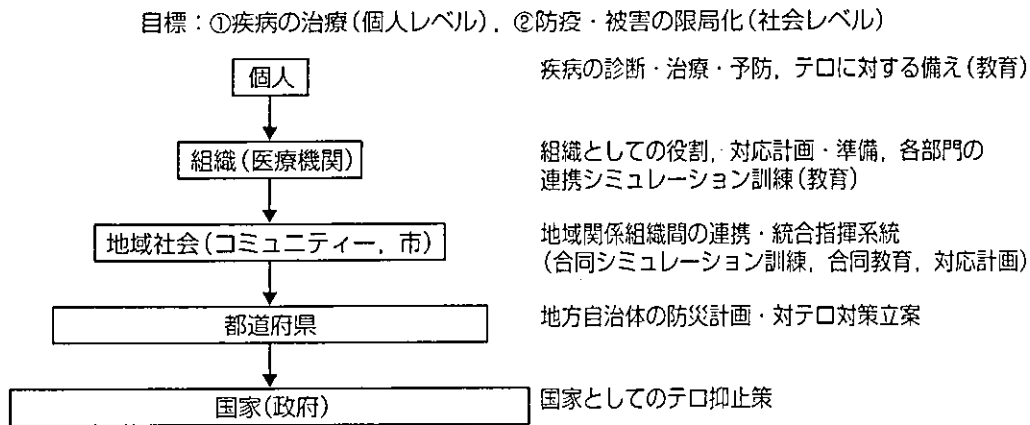 目標：①疾病の治療(個人レベル)，②防疫・被害の限局化(社会レベル)
個人
疾病の診断・治療・予防，テロに対する備え(教育)
組織(医療機関)
組織としての役割，対応計画・準備，各部門の
連携シミュレーション訓練(教育)
地域社会(コミュニティー，市)
地域関係組織間の連携・統合指揮系統
(合同シミュレーション訓練，合同教育，対応計画)
都道府県
地方自治体の防災計画・対テロ対策立案
国家(政府)
国家としてのテロ抑止策